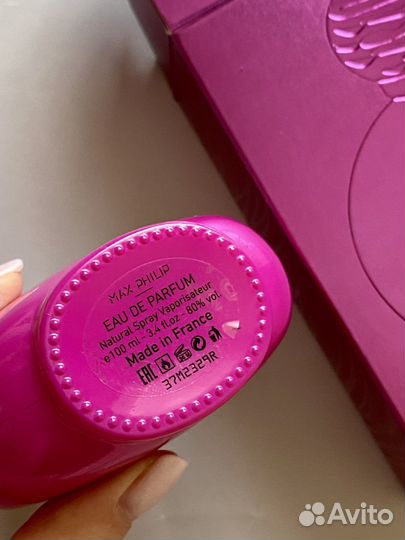 MAX PHILIP
EAU DE PARFUM
Natural Spray Vaporisateur
e 100 ml - 3,4 fl.oz - 80% vol.
Made in France
EAC
37M2329R
Avito